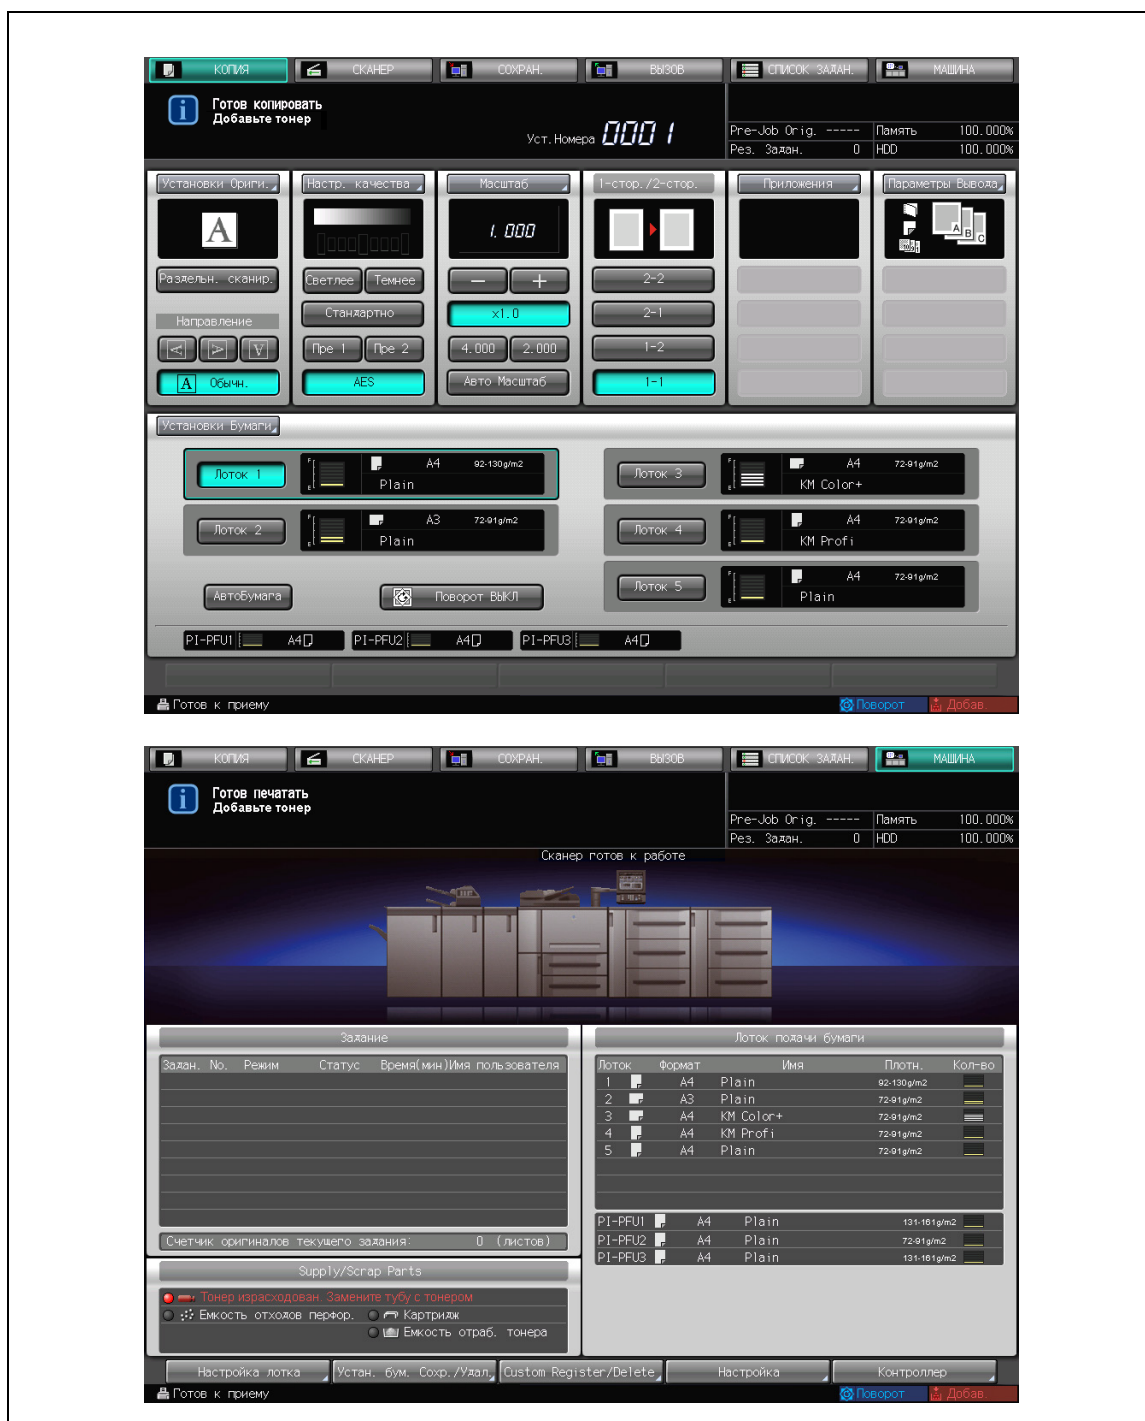 КОПИЯ СКАНЕР СОХРАН. ВЫЗОВ СПИСОК ЗАДАН. МАШИНА
Готов копировать
Добавьте тонер
Уст.Номера 0001
Pre-Job Orig. ----- Память 100.000%
Рез. Задан. 0 HDD 100.000%
Установки Ориги. Настр. качества Масштаб 1-стор./2-стор. Приложения Параметры Вывода
A 1.000 A B C
Раздельн. сканир. Светлее Темнее − + 2-2
Направление Стандартно x1.0 2-1
A A A Пре 1 Пре 2 4.000 2.000 1-2
A Обычн. AES Авто Масштаб 1-1
Установки Бумаги
Лоток 1 F E A4 92-130g/m2 Plain
Лоток 2 F E A3 72-91g/m2 Plain
Лоток 3 F E A4 72-91g/m2 KM Color+
Лоток 4 F E A4 72-91g/m2 KM Profi
Лоток 5 F E A4 72-91g/m2 Plain
АвтоБумага Поворот ВЫКЛ
PI-PFU1 A4 PI-PFU2 A4 PI-PFU3 A4
Готов к приему Поворот Добав.
КОПИЯ СКАНЕР СОХРАН. ВЫЗОВ СПИСОК ЗАДАН. МАШИНА
Готов печатать
Добавьте тонер
Pre-Job Orig. ----- Память 100.000%
Рез. Задан. 0 HDD 100.000%
Сканер готов к работе
Задание
Задан. No. Режим Статус Время(мин) Имя пользователя
Счетчик оригиналов текущего задания: 0 (листов)
Supply/Scrap Parts
Тонер израсходован. Замените тубу с тонером
Емкость отходов перфор. Картридж
Емкость отраб. тонера
Лоток подачи бумаги
Лоток Формат Имя Плотн. Кол-во
1 A4 Plain 92-130g/m2
2 A3 Plain 72-91g/m2
3 A4 KM Color+ 72-91g/m2
4 A4 KM Profi 72-91g/m2
5 A4 Plain 72-91g/m2
PI-PFU1 A4 Plain 131-161g/m2
PI-PFU2 A4 Plain 72-91g/m2
PI-PFU3 A4 Plain 131-161g/m2
Настройка лотка Устан. бум. Сохр./Удал. Custom Register/Delete Настройка Контроллер
Готов к приему Поворот Добав.